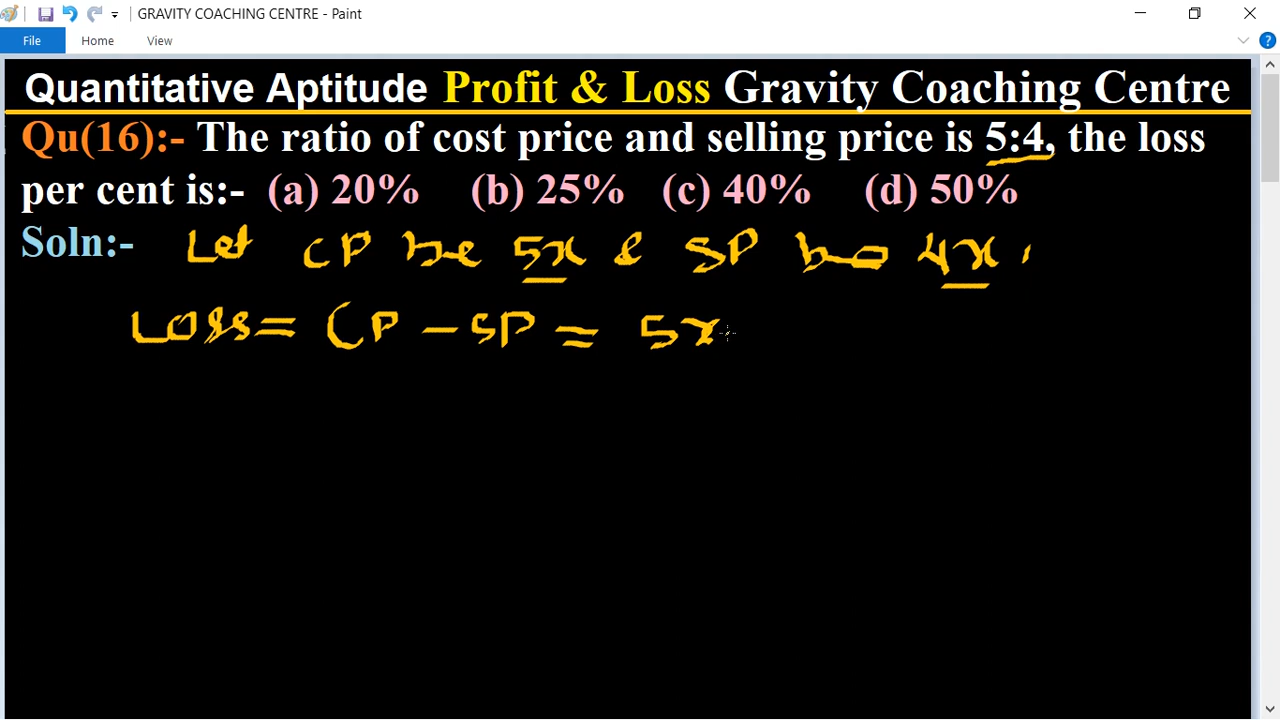 GRAVITY COACHING CENTRE - Paint
File Home View
Quantitative Aptitude Profit & Loss Gravity Coaching Centre
Qu(16):- The ratio of cost price and selling price is 5:4, the loss
per cent is:- (a) 20% (b) 25% (c) 40% (d) 50%
Soln:- Let CP be 5x & SP be 4x,
Loss = CP - SP = 5x